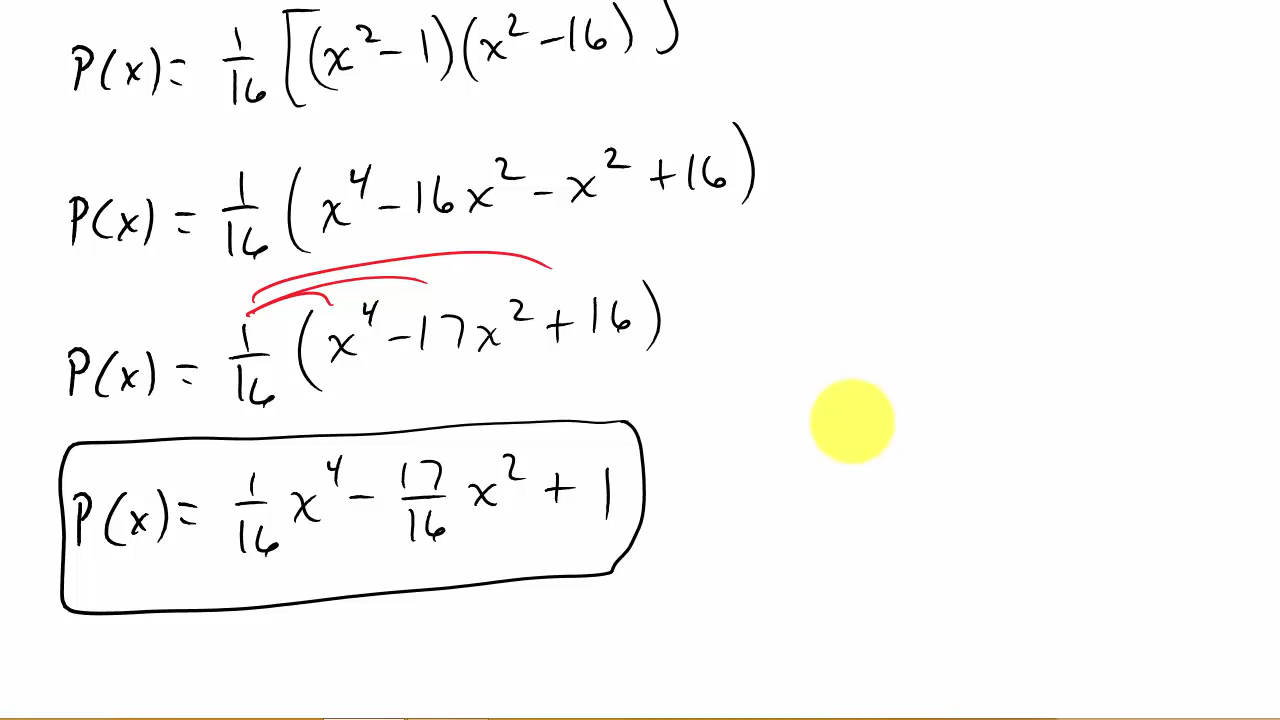 P(x) = 1/16 [(x² - 1)(x² - 16)]
P(x) = 1/16 (x⁴ - 16x² - x² + 16)
P(x) = 1/16 (x⁴ - 17x² + 16)
P(x) = 1/16 x⁴ - 17/16 x² + 1